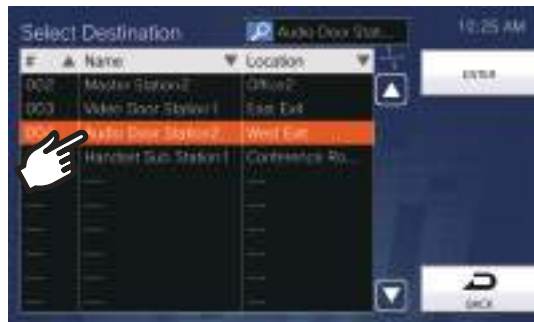 Select Destination
Audio Door Stat...
10:25 AM
# Name Location
ENTER
002 Master Station2 Office2
003 Video Door Station1 East Exit
Audio Door Station2 West Exit
Handset Sub Station1 Conference Ro...
BACK